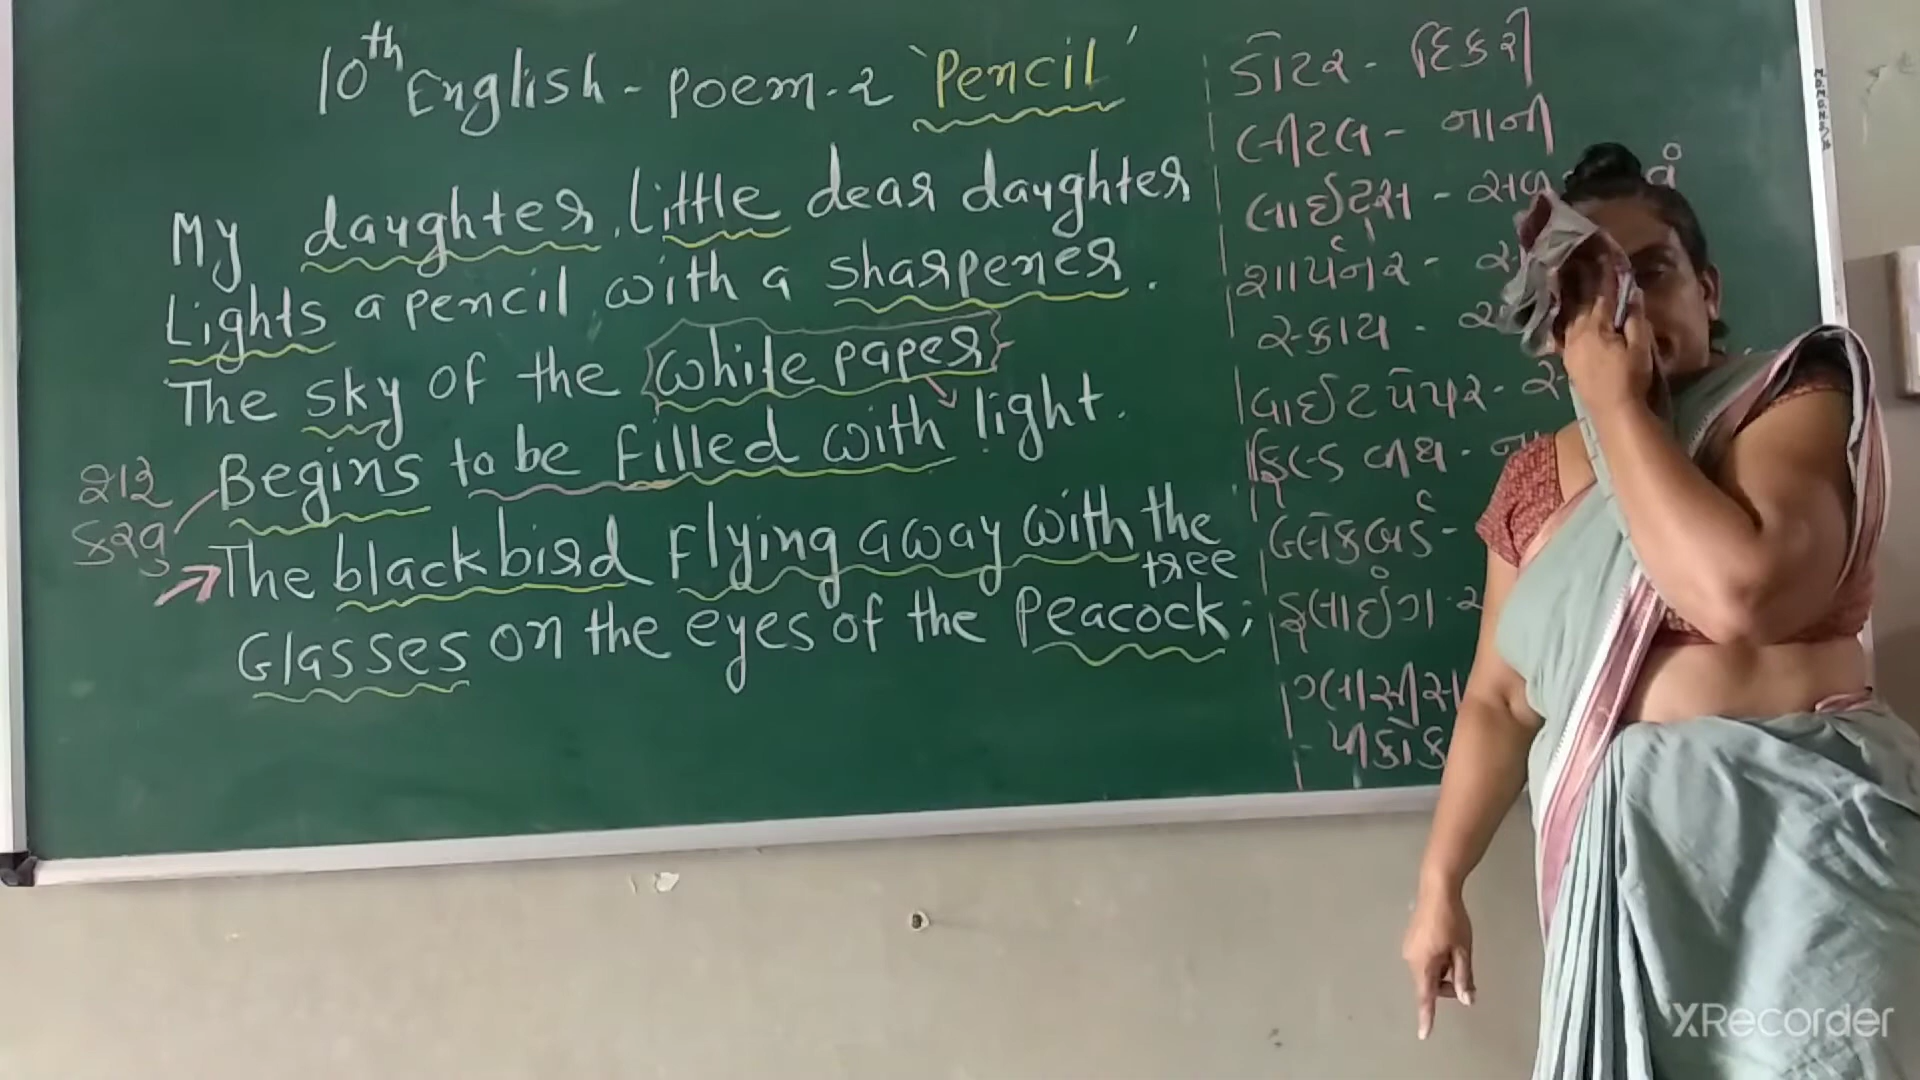 10th English - Poem-2 'Pencil'
My daughter, little dear daughter
Lights a pencil with a sharpener.
The sky of the white paper
Begins to be filled with light.
The blackbird flying away with the
tree
Glasses on the eyes of the Peacock;
શરૂ
કરવુ
ડોટર - દિકરી
લીટલ - નાની
લાઈટ્સ -
શાર્પનર -
સ્કાય -
વાઈટ પેપર -
ફિલ્ડ વીથ -
બ્લેકબર્ડ -
ફ્લાઈંગ -
ગ્લાસીસ
- પીકોક
XRecorder